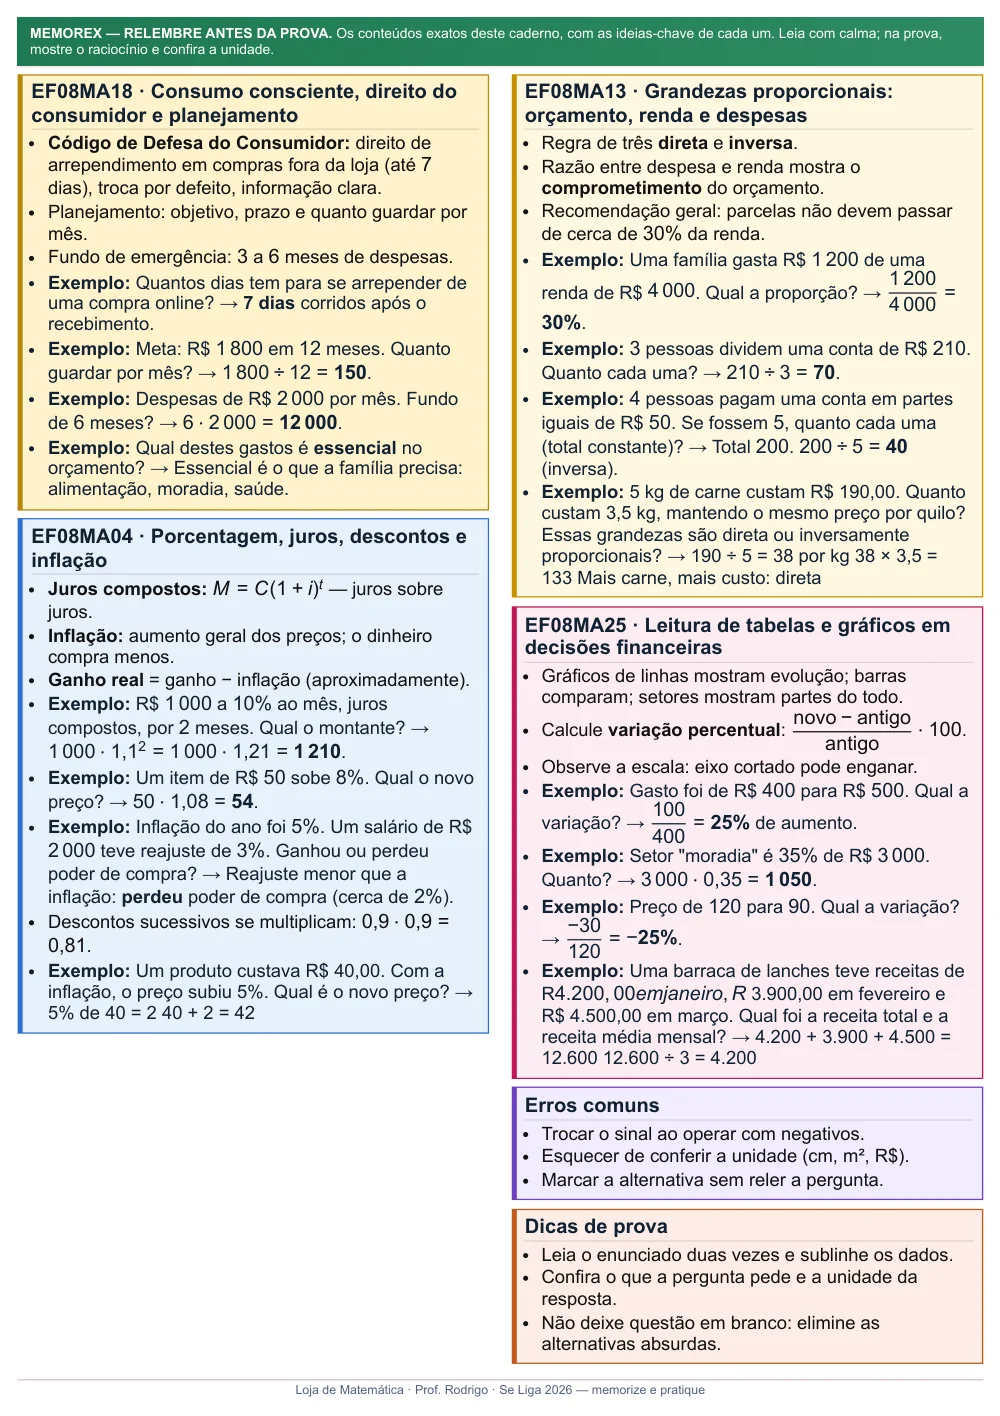 MEMOREX — RELEMBRE ANTES DA PROVA. Os conteúdos exatos deste caderno, com as ideias-chave de cada um. Leia com calma; na prova,
mostre o raciocínio e confira a unidade.
EF08MA18 · Consumo consciente, direito do
consumidor e planejamento
• Código de Defesa do Consumidor: direito de
arrependimento em compras fora da loja (até 7
dias), troca por defeito, informação clara.
• Planejamento: objetivo, prazo e quanto guardar por
mês.
• Fundo de emergência: 3 a 6 meses de despesas.
• Exemplo: Quantos dias tem para se arrepender de
uma compra online? → 7 dias corridos após o
recebimento.
• Exemplo: Meta: R$ 1 800 em 12 meses. Quanto
guardar por mês? → 1 800 ÷ 12 = 150.
• Exemplo: Despesas de R$ 2 000 por mês. Fundo
de 6 meses? → 6 · 2 000 = 12 000.
• Exemplo: Qual destes gastos é essencial no
orçamento? → Essencial é o que a família precisa:
alimentação, moradia, saúde.
EF08MA04 · Porcentagem, juros, descontos e
inflação
• Juros compostos: M = C(1 + i)^t — juros sobre
juros.
• Inflação: aumento geral dos preços; o dinheiro
compra menos.
• Ganho real = ganho − inflação (aproximadamente).
• Exemplo: R$ 1 000 a 10% ao mês, juros
compostos, por 2 meses. Qual o montante? →
1 000 · 1,1² = 1 000 · 1,21 = 1 210.
• Exemplo: Um item de R$ 50 sobe 8%. Qual o novo
preço? → 50 · 1,08 = 54.
• Exemplo: Inflação do ano foi 5%. Um salário de R$
2 000 teve reajuste de 3%. Ganhou ou perdeu
poder de compra? → Reajuste menor que a
inflação: perdeu poder de compra (cerca de 2%).
• Descontos sucessivos se multiplicam: 0,9 · 0,9 =
0,81.
• Exemplo: Um produto custava R$ 40,00. Com a
inflação, o preço subiu 5%. Qual é o novo preço? →
5% de 40 = 2 40 + 2 = 42
EF08MA13 · Grandezas proporcionais:
orçamento, renda e despesas
• Regra de três direta e inversa.
• Razão entre despesa e renda mostra o
comprometimento do orçamento.
• Recomendação geral: parcelas não devem passar
de cerca de 30% da renda.
• Exemplo: Uma família gasta R$ 1 200 de uma
renda de R$ 4 000. Qual a proporção? → 1 200/4 000 =
30%.
• Exemplo: 3 pessoas dividem uma conta de R$ 210.
Quanto cada uma? → 210 ÷ 3 = 70.
• Exemplo: 4 pessoas pagam uma conta em partes
iguais de R$ 50. Se fossem 5, quanto cada uma
(total constante)? → Total 200. 200 ÷ 5 = 40
(inversa).
• Exemplo: 5 kg de carne custam R$ 190,00. Quanto
custam 3,5 kg, mantendo o mesmo preço por quilo?
Essas grandezas são direta ou inversamente
proporcionais? → 190 ÷ 5 = 38 por kg 38 × 3,5 =
133 Mais carne, mais custo: direta
EF08MA25 · Leitura de tabelas e gráficos em
decisões financeiras
• Gráficos de linhas mostram evolução; barras
comparam; setores mostram partes do todo.
• Calcule variação percentual: novo − antigo/antigo · 100.
• Observe a escala: eixo cortado pode enganar.
• Exemplo: Gasto foi de R$ 400 para R$ 500. Qual a
variação? → 100/400 = 25% de aumento.
• Exemplo: Setor "moradia" é 35% de R$ 3 000.
Quanto? → 3 000 · 0,35 = 1 050.
• Exemplo: Preço de 120 para 90. Qual a variação?
→ −30/120 = −25%.
• Exemplo: Uma barraca de lanches teve receitas de
R4.200, 00emjaneiro, R 3.900,00 em fevereiro e
R$ 4.500,00 em março. Qual foi a receita total e a
receita média mensal? → 4.200 + 3.900 + 4.500 =
12.600 12.600 ÷ 3 = 4.200
Erros comuns
• Trocar o sinal ao operar com negativos.
• Esquecer de conferir a unidade (cm, m², R$).
• Marcar a alternativa sem reler a pergunta.
Dicas de prova
• Leia o enunciado duas vezes e sublinhe os dados.
• Confira o que a pergunta pede e a unidade da
resposta.
• Não deixe questão em branco: elimine as
alternativas absurdas.
Loja de Matemática · Prof. Rodrigo · Se Liga 2026 — memorize e pratique